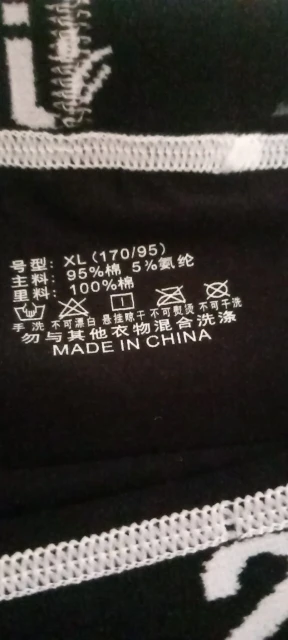 号型: XL (170/95)
主料: 95%棉 5%氨纶
里料: 100%棉
手洗 不可漂白 悬挂晾干 不可熨烫 不可干洗
勿与其他衣物混合洗涤
MADE IN CHINA